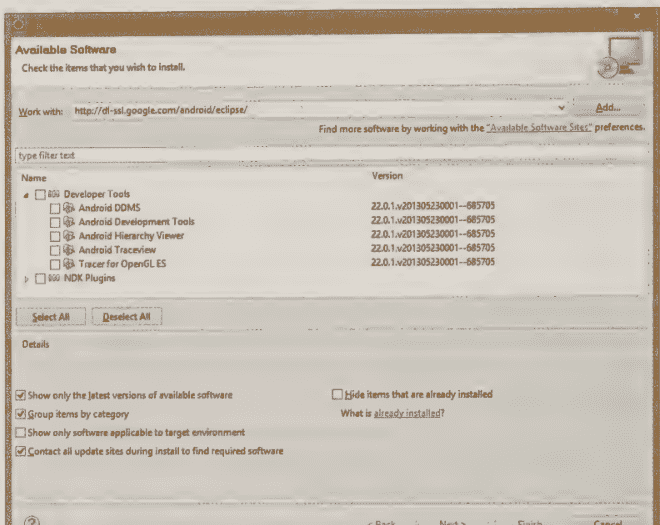 Available Software
Check the items that you wish to install.
Work with: http://dl-ssl.google.com/android/eclipse/ Add...
Find more software by working with the "Available Software Sites" preferences.
type filter text
Name Version
Developer Tools
Android DDMS 22.0.1.v201305230001--685705
Android Development Tools 22.0.1.v201305230001--685705
Android Hierarchy Viewer 22.0.1.v201305230001--685705
Android Traceview 22.0.1.v201305230001--685705
Tracer for OpenGL ES 22.0.1.v201305230001--685705
NDK Plugins
Select All Deselect All
Details
Show only the latest versions of available software Hide items that are already installed
Group items by category What is already installed?
Show only software applicable to target environment
Contact all update sites during install to find required software
? < Back Next > Finish Cancel